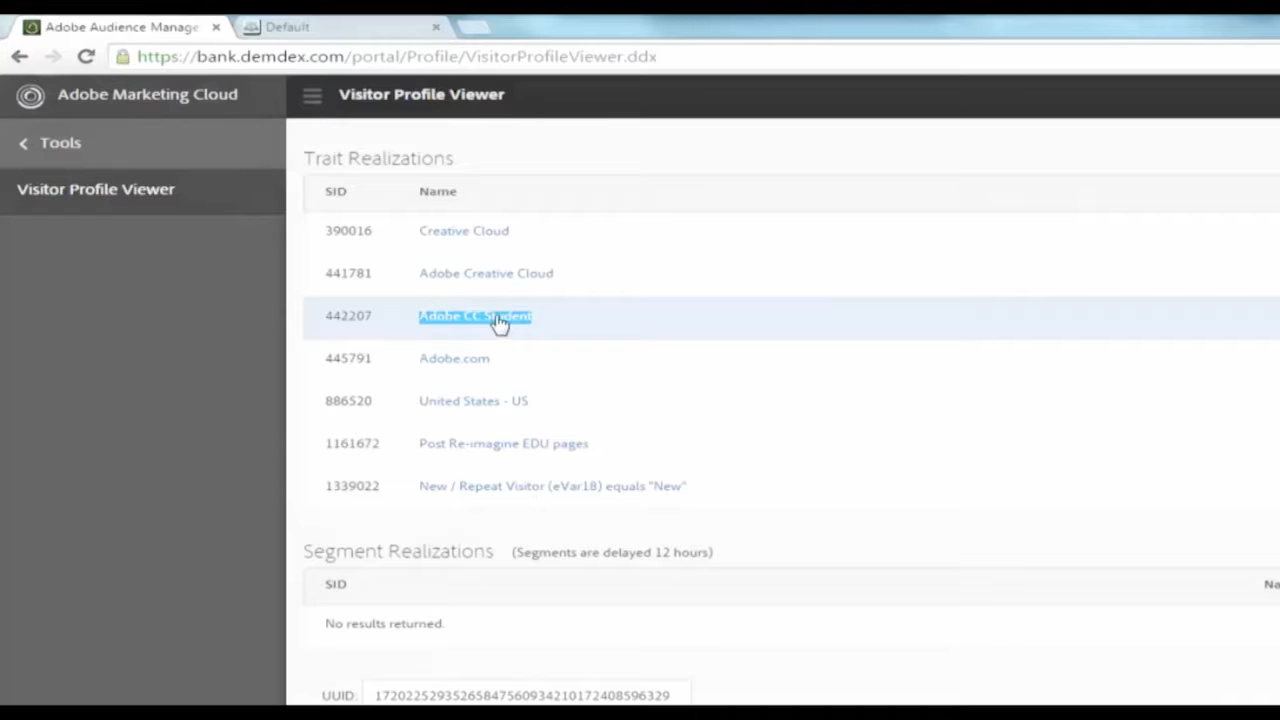 Adobe Audience Manage
Default
https://bank.demdex.com/portal/Profile/VisitorProfileViewer.ddx
Adobe Marketing Cloud
Visitor Profile Viewer
Tools
Visitor Profile Viewer
Trait Realizations
SID Name
390016 Creative Cloud
441781 Adobe Creative Cloud
442207 Adobe CC Student
445791 Adobe.com
886520 United States - US
1161672 Post Re-imagine EDU pages
1339022 New / Repeat Visitor (eVar18) equals "New"
Segment Realizations (Segments are delayed 12 hours)
SID Na
No results returned.
UUID: 17202252935265847560934210172408596329